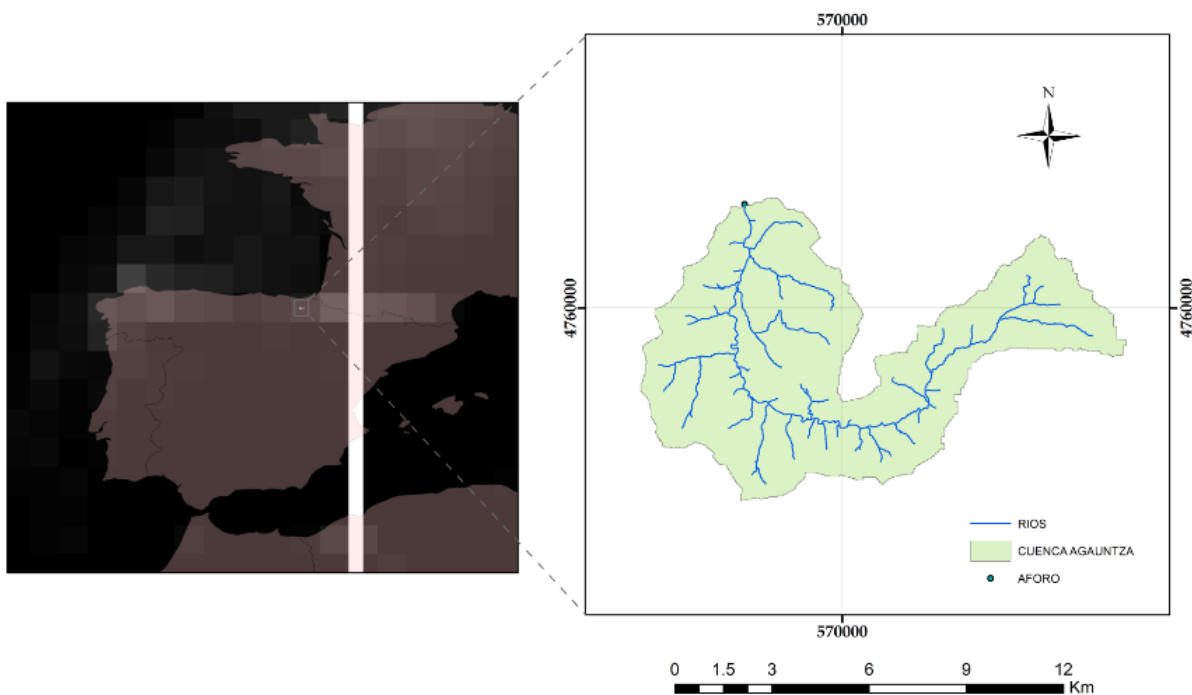 570000
N
4760000
4760000
RIOS
CUENCA AGAUNTZA
AFORO
570000
0 1.5 3 6 9 12
Km